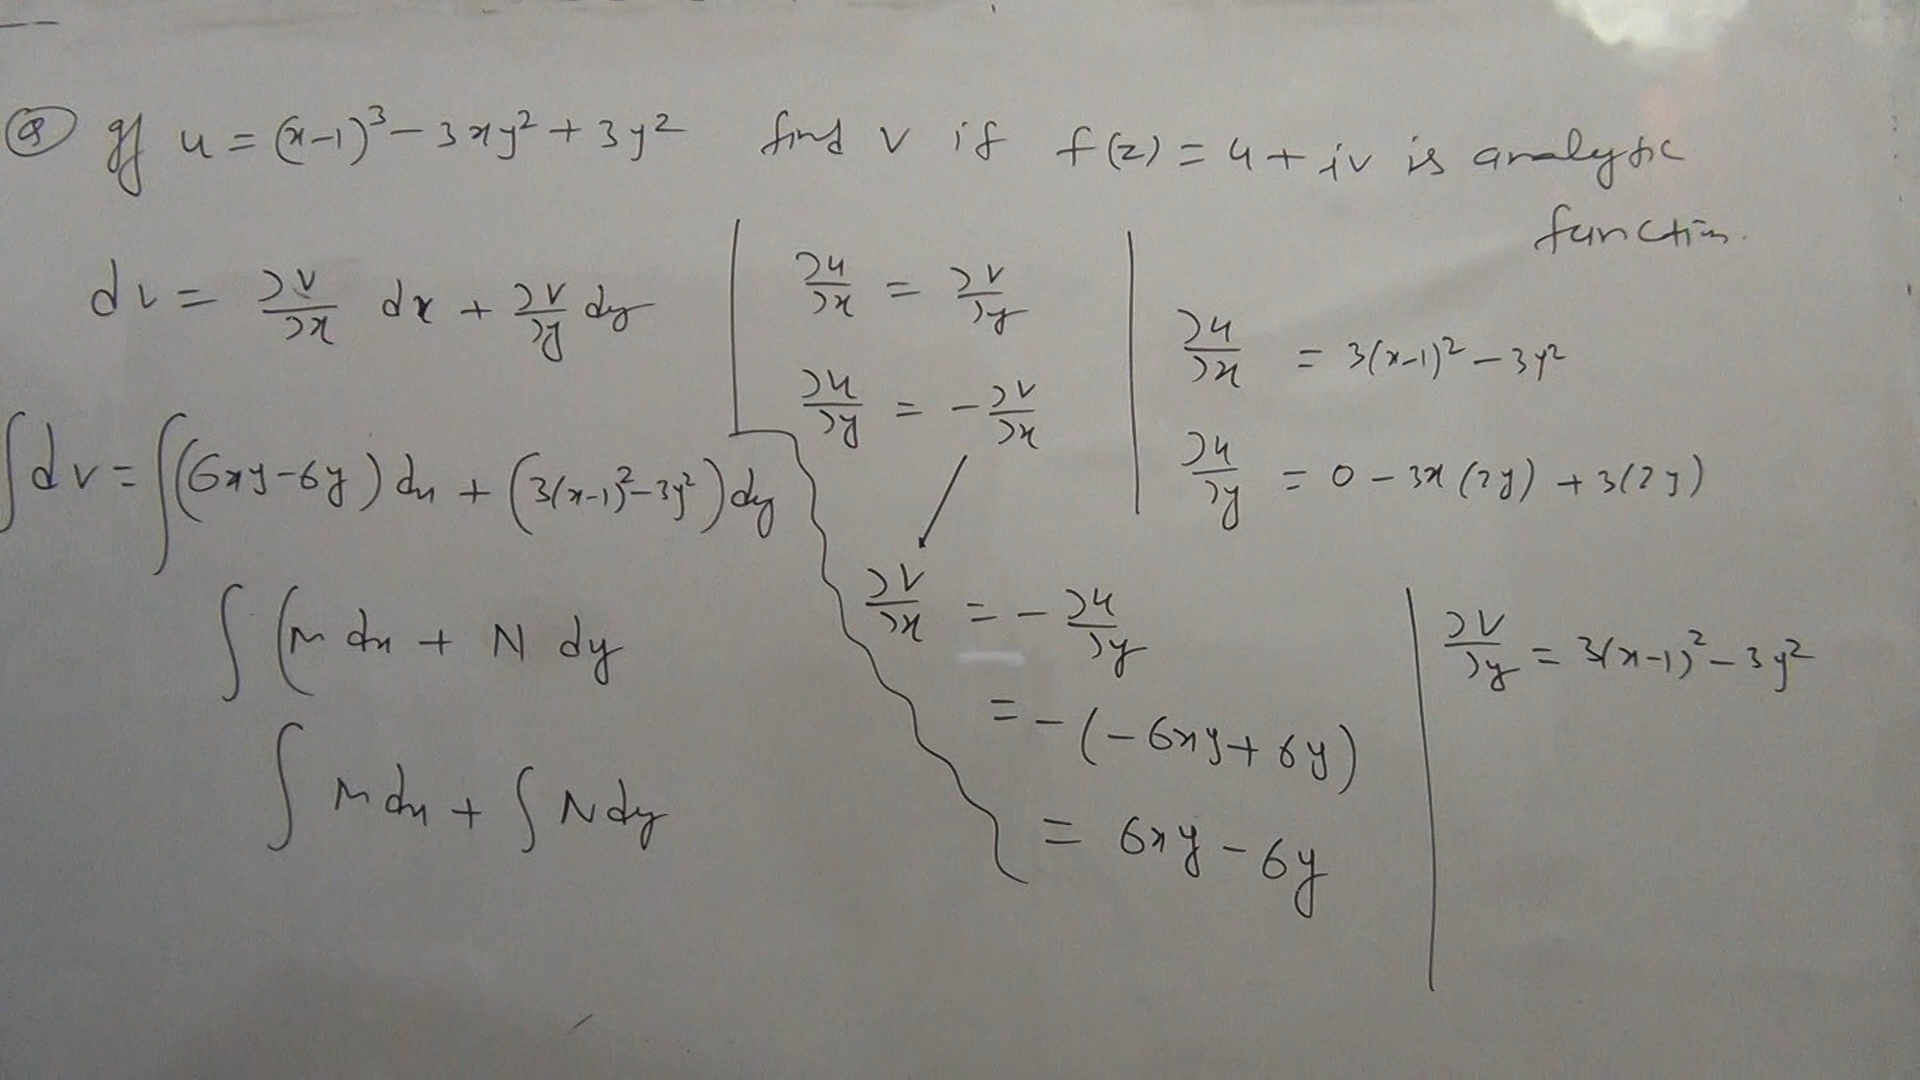 Q If u = (x-1)³ - 3xy² + 3y² find v if f(z) = u + iv is analytic
function.
dv = ∂v/∂x dx + ∂v/∂y dy
∫dv = ∫(6xy - 6y) dx + (3(x-1)² - 3y²) dy
∫(M dx + N dy
∫ M dx + ∫ N dy
∂u/∂x = ∂v/∂y
∂u/∂y = - ∂v/∂x
∂v/∂x = - ∂u/∂y
= - (-6xy + 6y)
= 6xy - 6y
∂u/∂x = 3(x-1)² - 3y²
∂u/∂y = 0 - 3x(2y) + 3(2y)
∂v/∂y = 3(x-1)² - 3y²